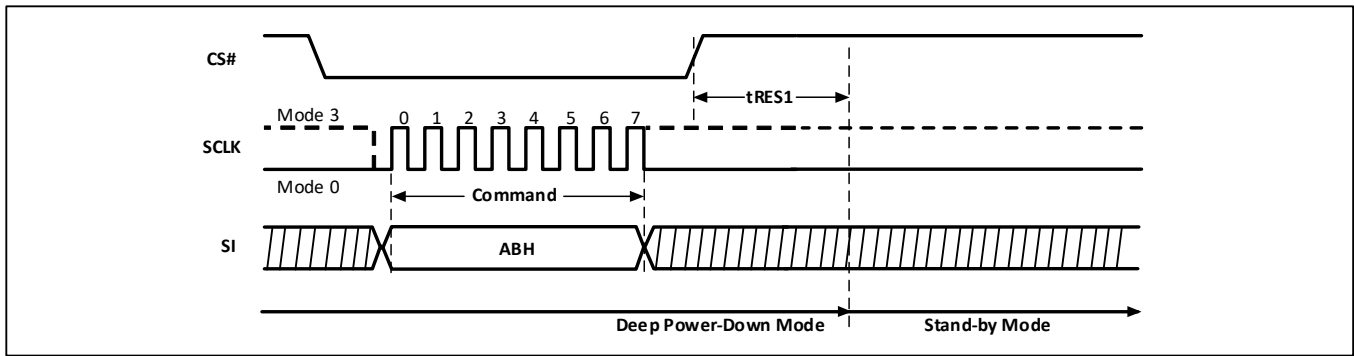 CS#
tRES1
Mode 3
0 1 2 3 4 5 6 7
SCLK
Mode 0
Command
SI
ABH
Deep Power-Down Mode
Stand-by Mode